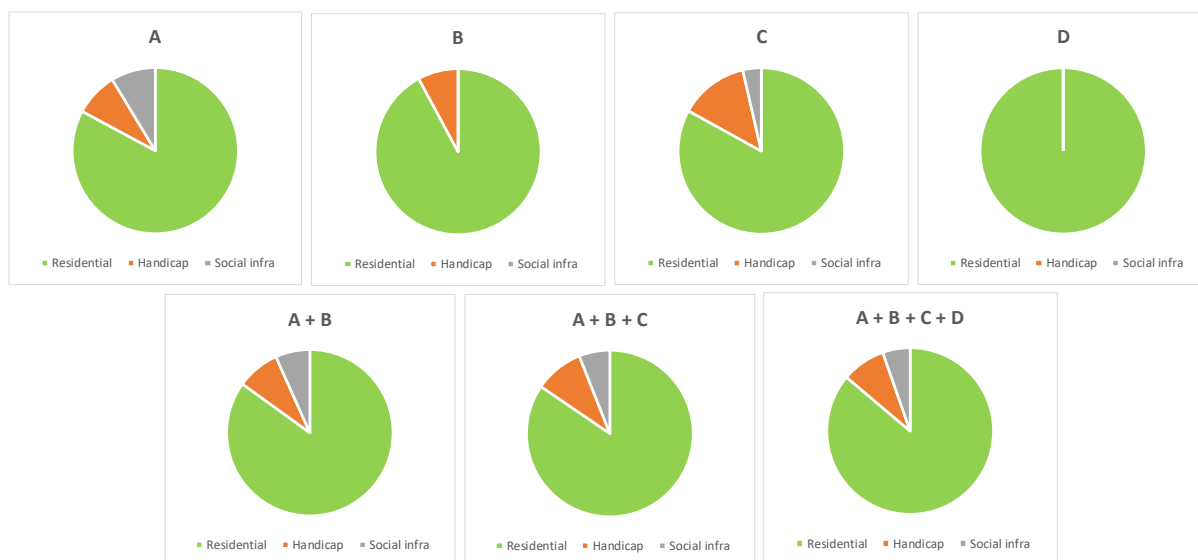 A
Residential Handicap Social infra
B
Residential Handicap Social infra
C
Residential Handicap Social infra
D
Residential Handicap Social infra
A + B
Residential Handicap Social infra
A + B + C
Residential Handicap Social infra
A + B + C + D
Residential Handicap Social infra